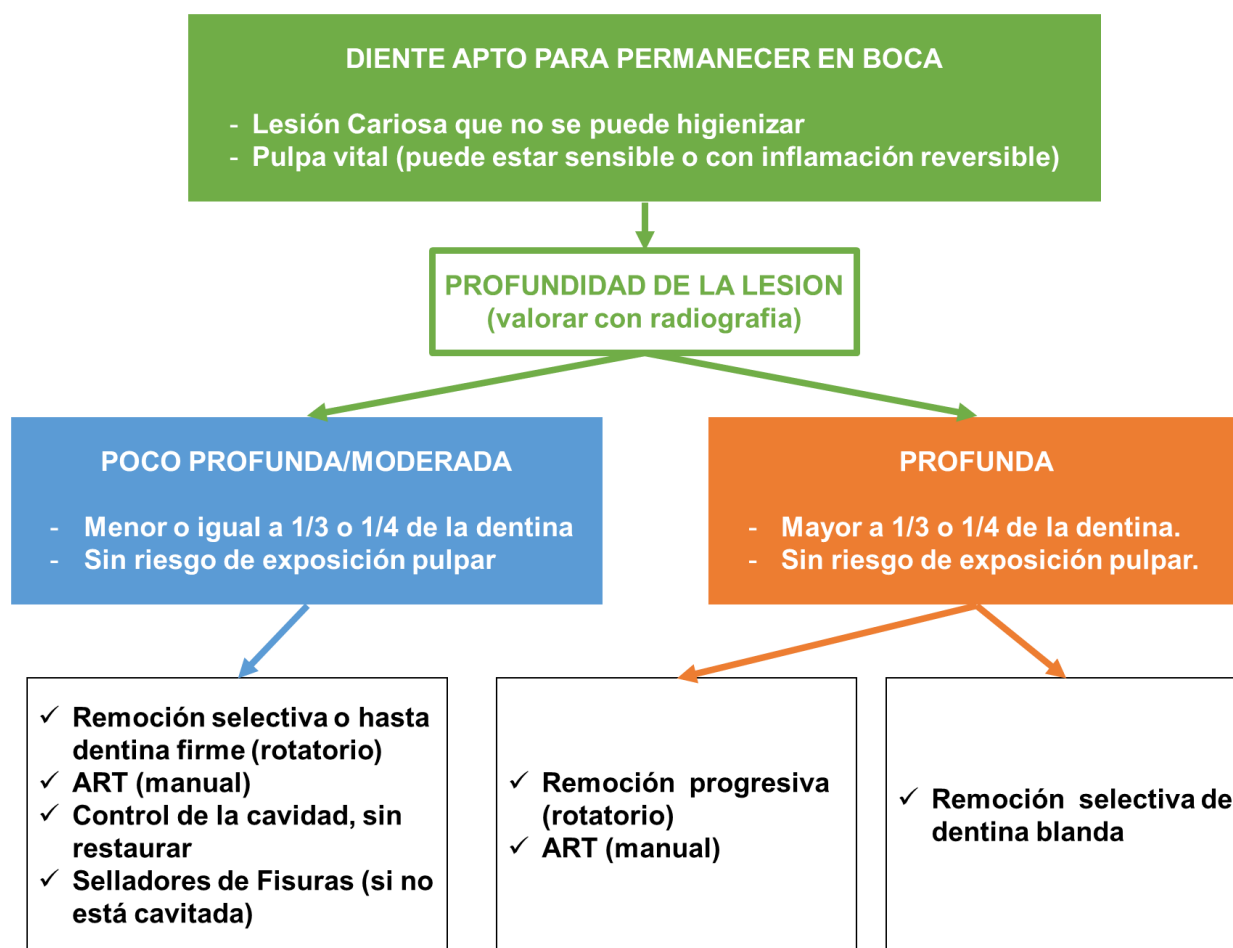 DIENTE APTO PARA PERMANECER EN BOCA
- Lesión Cariosa que no se puede higienizar
- Pulpa vital (puede estar sensible o con inflamación reversible)
PROFUNDIDAD DE LA LESION
(valorar con radiografia)
POCO PROFUNDA/MODERADA
- Menor o igual a 1/3 o 1/4 de la dentina
- Sin riesgo de exposición pulpar
PROFUNDA
- Mayor a 1/3 o 1/4 de la dentina.
- Sin riesgo de exposición pulpar.
✓ Remoción selectiva o hasta
dentina firme (rotatorio)
✓ ART (manual)
✓ Control de la cavidad, sin
restaurar
✓ Selladores de Fisuras (si no
está cavitada)
✓ Remoción progresiva
(rotatorio)
✓ ART (manual)
✓ Remoción selectiva de
dentina blanda